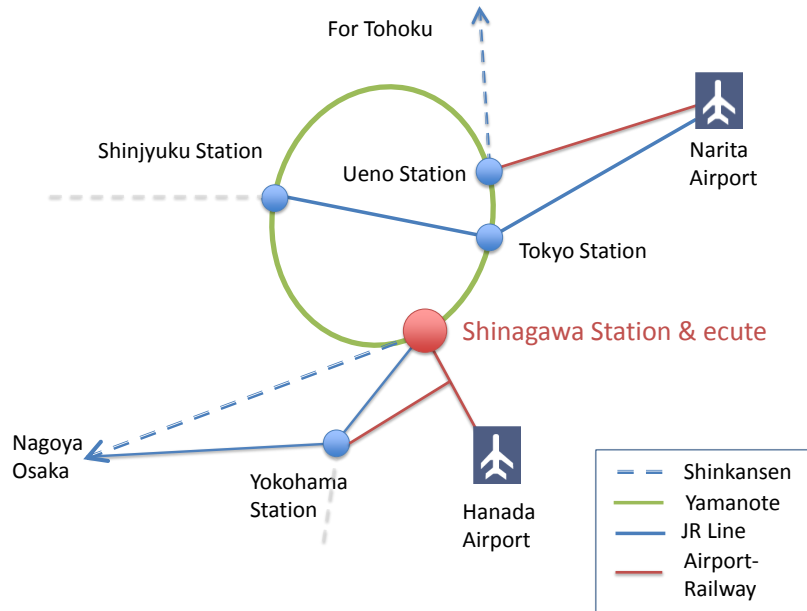 For Tohoku
Shinjyuku Station
Ueno Station
Narita
Airport
Tokyo Station
Shinagawa Station & ecute
Nagoya
Osaka
Yokohama
Station
Hanada
Airport
Shinkansen
Yamanote
JR Line
Airport-
Railway